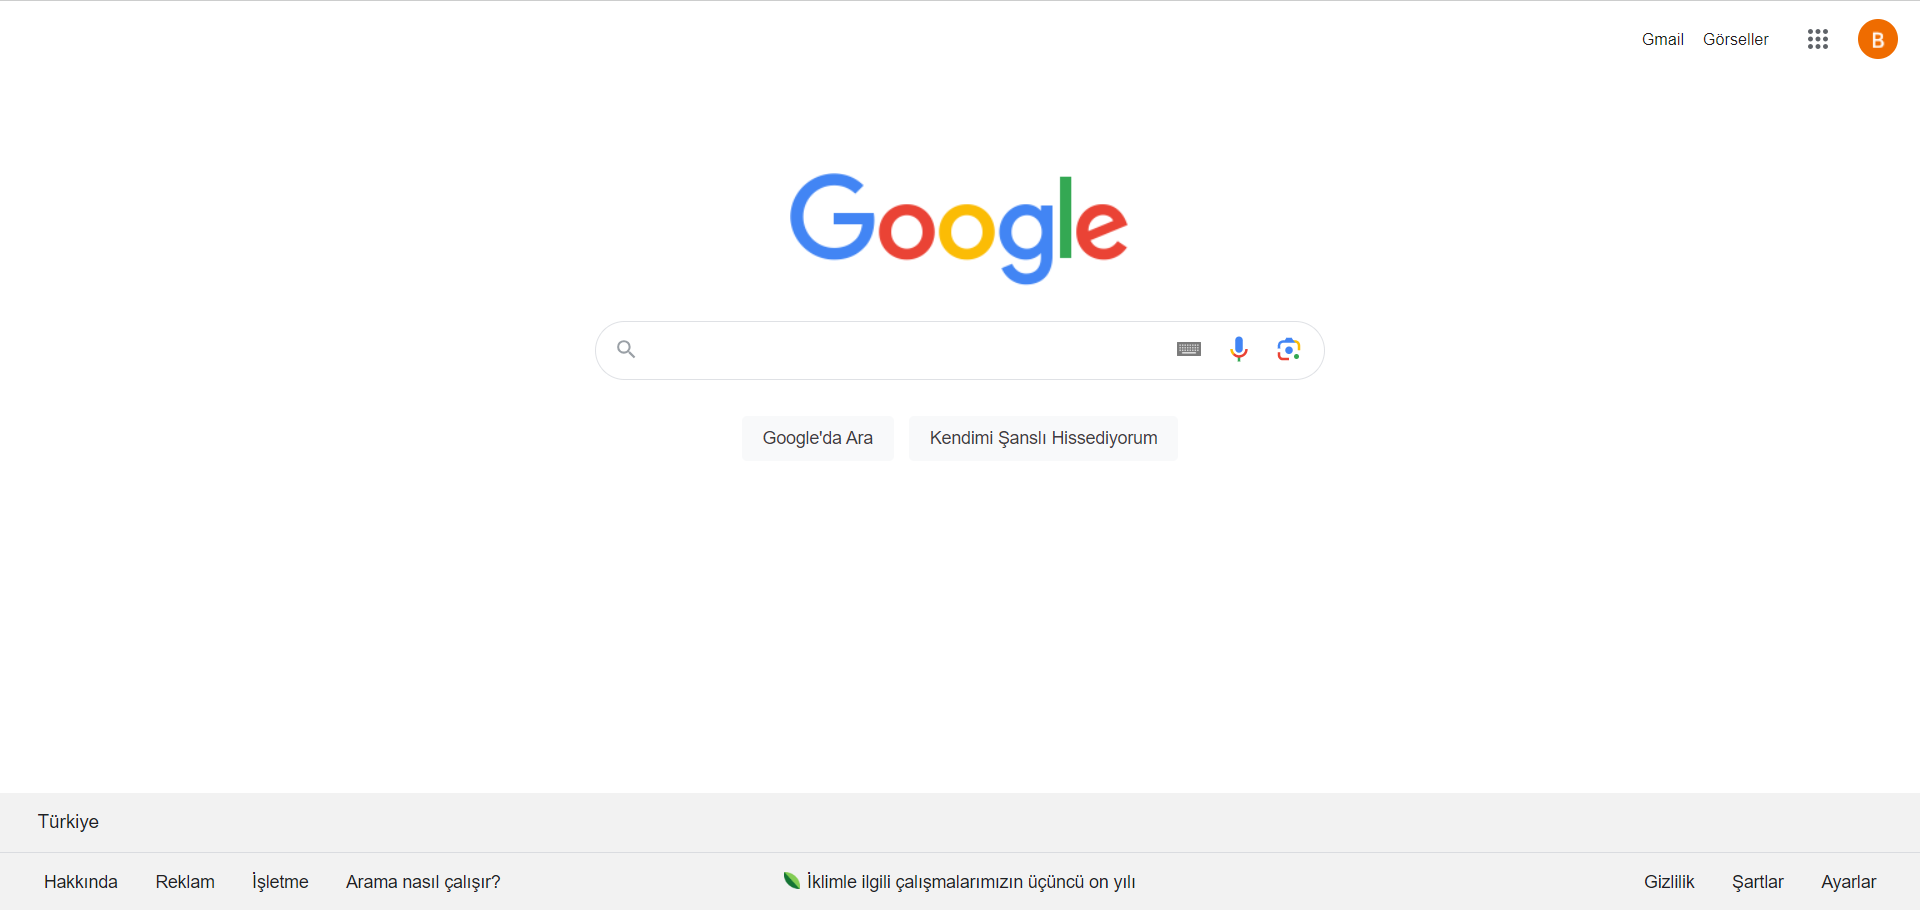 Gmail Görseller B
Google
Google'da Ara Kendimi Şanslı Hissediyorum
Türkiye
Hakkında Reklam İşletme Arama nasıl çalışır? İklimle ilgili çalışmalarımızın üçüncü on yılı Gizlilik Şartlar Ayarlar